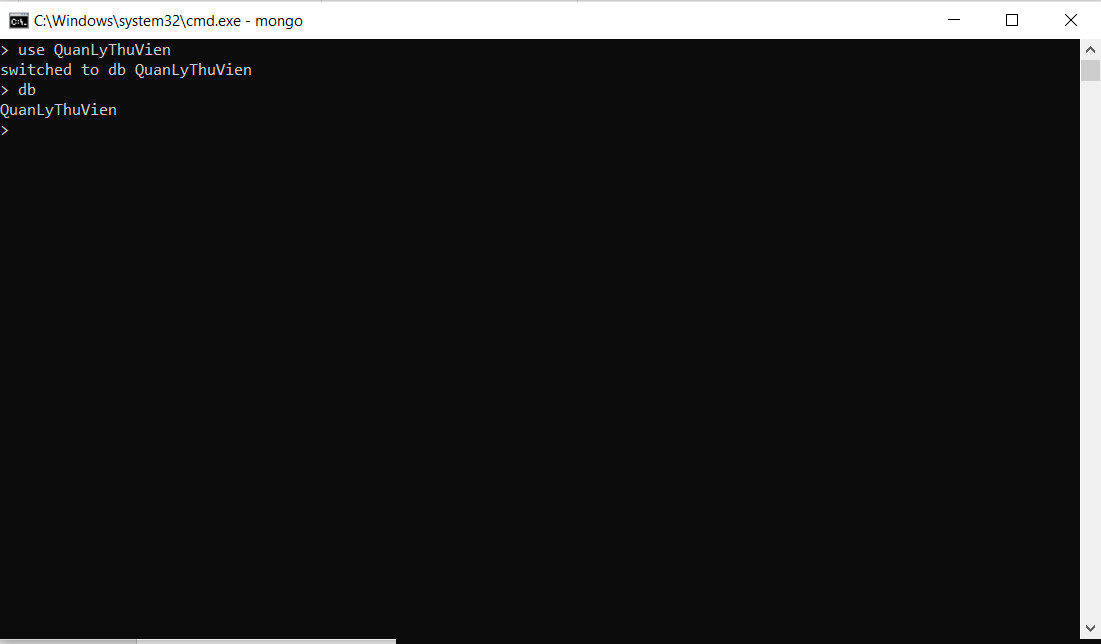 C:\Windows\system32\cmd.exe - mongo
> use QuanLyThuVien
switched to db QuanLyThuVien
> db
QuanLyThuVien
>